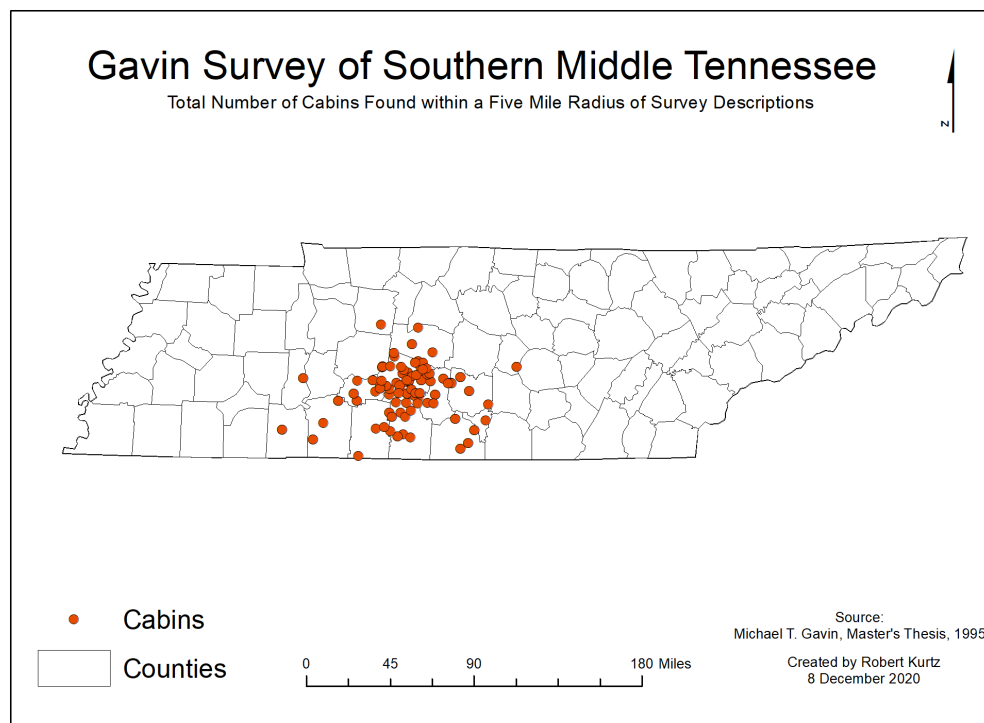 Gavin Survey of Southern Middle Tennessee
Total Number of Cabins Found within a Five Mile Radius of Survey Descriptions
N
Cabins
Counties
0 45 90 180 Miles
Source:
Michael T. Gavin, Master's Thesis, 1995
Created by Robert Kurtz
8 December 2020